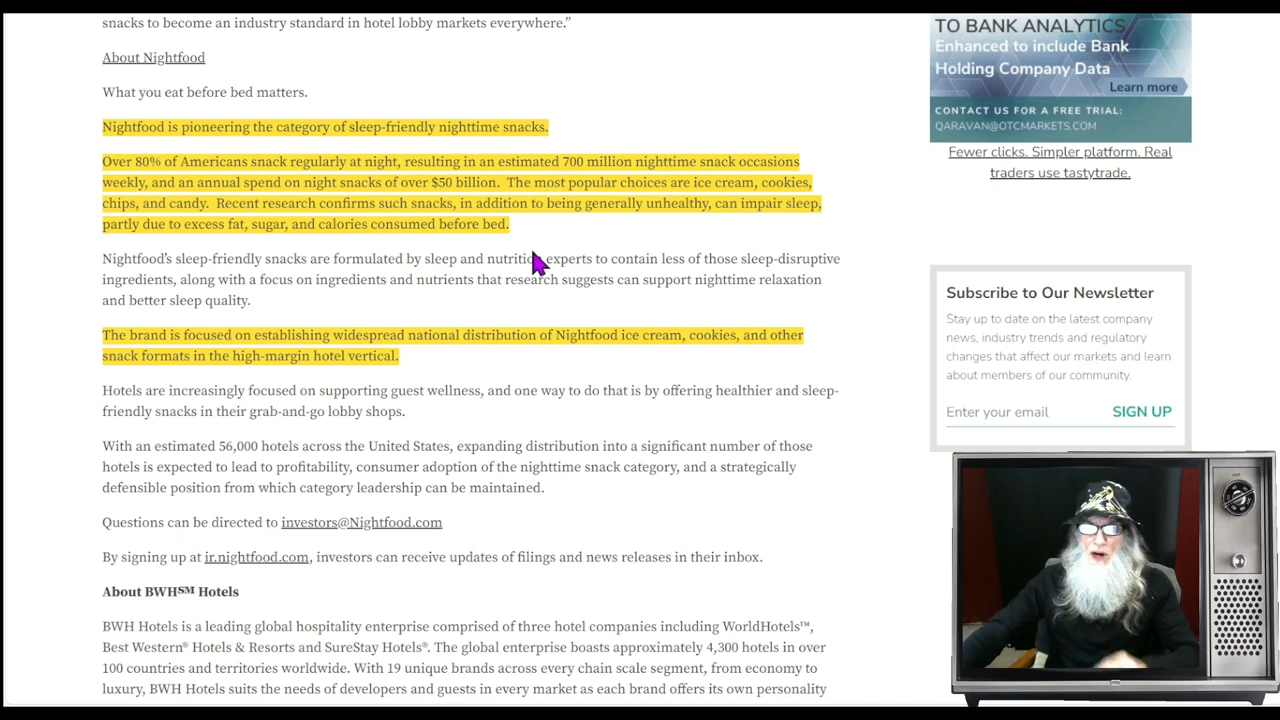 snacks to become an industry standard in hotel lobby markets everywhere.”
About Nightfood
What you eat before bed matters.
Nightfood is pioneering the category of sleep-friendly nighttime snacks.
Over 80% of Americans snack regularly at night, resulting in an estimated 700 million nighttime snack occasions
weekly, and an annual spend on night snacks of over $50 billion.  The most popular choices are ice cream, cookies,
chips, and candy.  Recent research confirms such snacks, in addition to being generally unhealthy, can impair sleep,
partly due to excess fat, sugar, and calories consumed before bed.
Nightfood’s sleep-friendly snacks are formulated by sleep and nutrition experts to contain less of those sleep-disruptive
ingredients, along with a focus on ingredients and nutrients that research suggests can support nighttime relaxation
and better sleep quality.
The brand is focused on establishing widespread national distribution of Nightfood ice cream, cookies, and other
snack formats in the high-margin hotel vertical.
Hotels are increasingly focused on supporting guest wellness, and one way to do that is by offering healthier and sleep-
friendly snacks in their grab-and-go lobby shops.
With an estimated 56,000 hotels across the United States, expanding distribution into a significant number of those
hotels is expected to lead to profitability, consumer adoption of the nighttime snack category, and a strategically
defensible position from which category leadership can be maintained.
Questions can be directed to investors@Nightfood.com
By signing up at ir.nightfood.com, investors can receive updates of filings and news releases in their inbox.
About BWH℠ Hotels
BWH Hotels is a leading global hospitality enterprise comprised of three hotel companies including WorldHotels™,
Best Western® Hotels & Resorts and SureStay Hotels®. The global enterprise boasts approximately 4,300 hotels in over
100 countries and territories worldwide. With 19 unique brands across every chain scale segment, from economy to
luxury, BWH Hotels suits the needs of developers and guests in every market as each brand offers its own personality
TO BANK ANALYTICS
Enhanced to include Bank
Holding Company Data
Learn more
CONTACT US FOR A FREE TRIAL:
QARAVAN@OTCMARKETS.COM
Fewer clicks. Simpler platform. Real
traders use tastytrade.
Subscribe to Our Newsletter
Stay up to date on the latest company
news, industry trends and regulatory
changes that affect our markets and learn
about members of our community.
Enter your email
SIGN UP